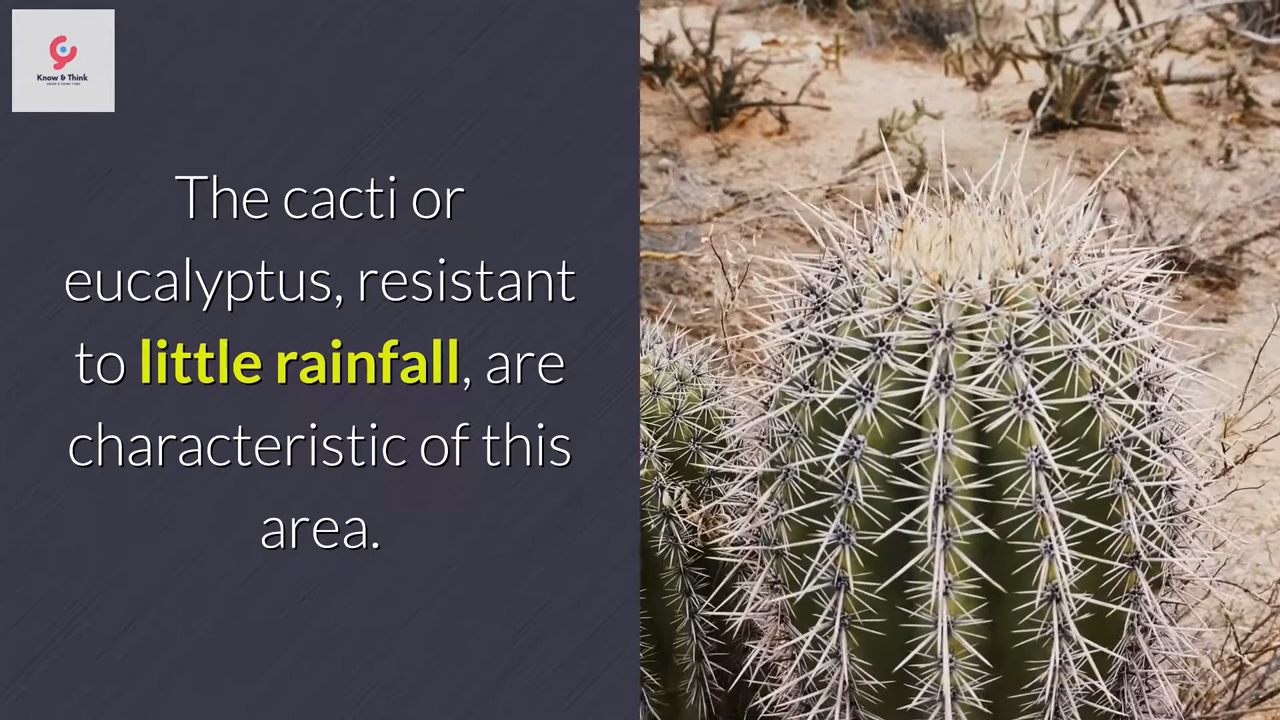 Know & Think
The cacti or
eucalyptus, resistant
to little rainfall, are
characteristic of this
area.